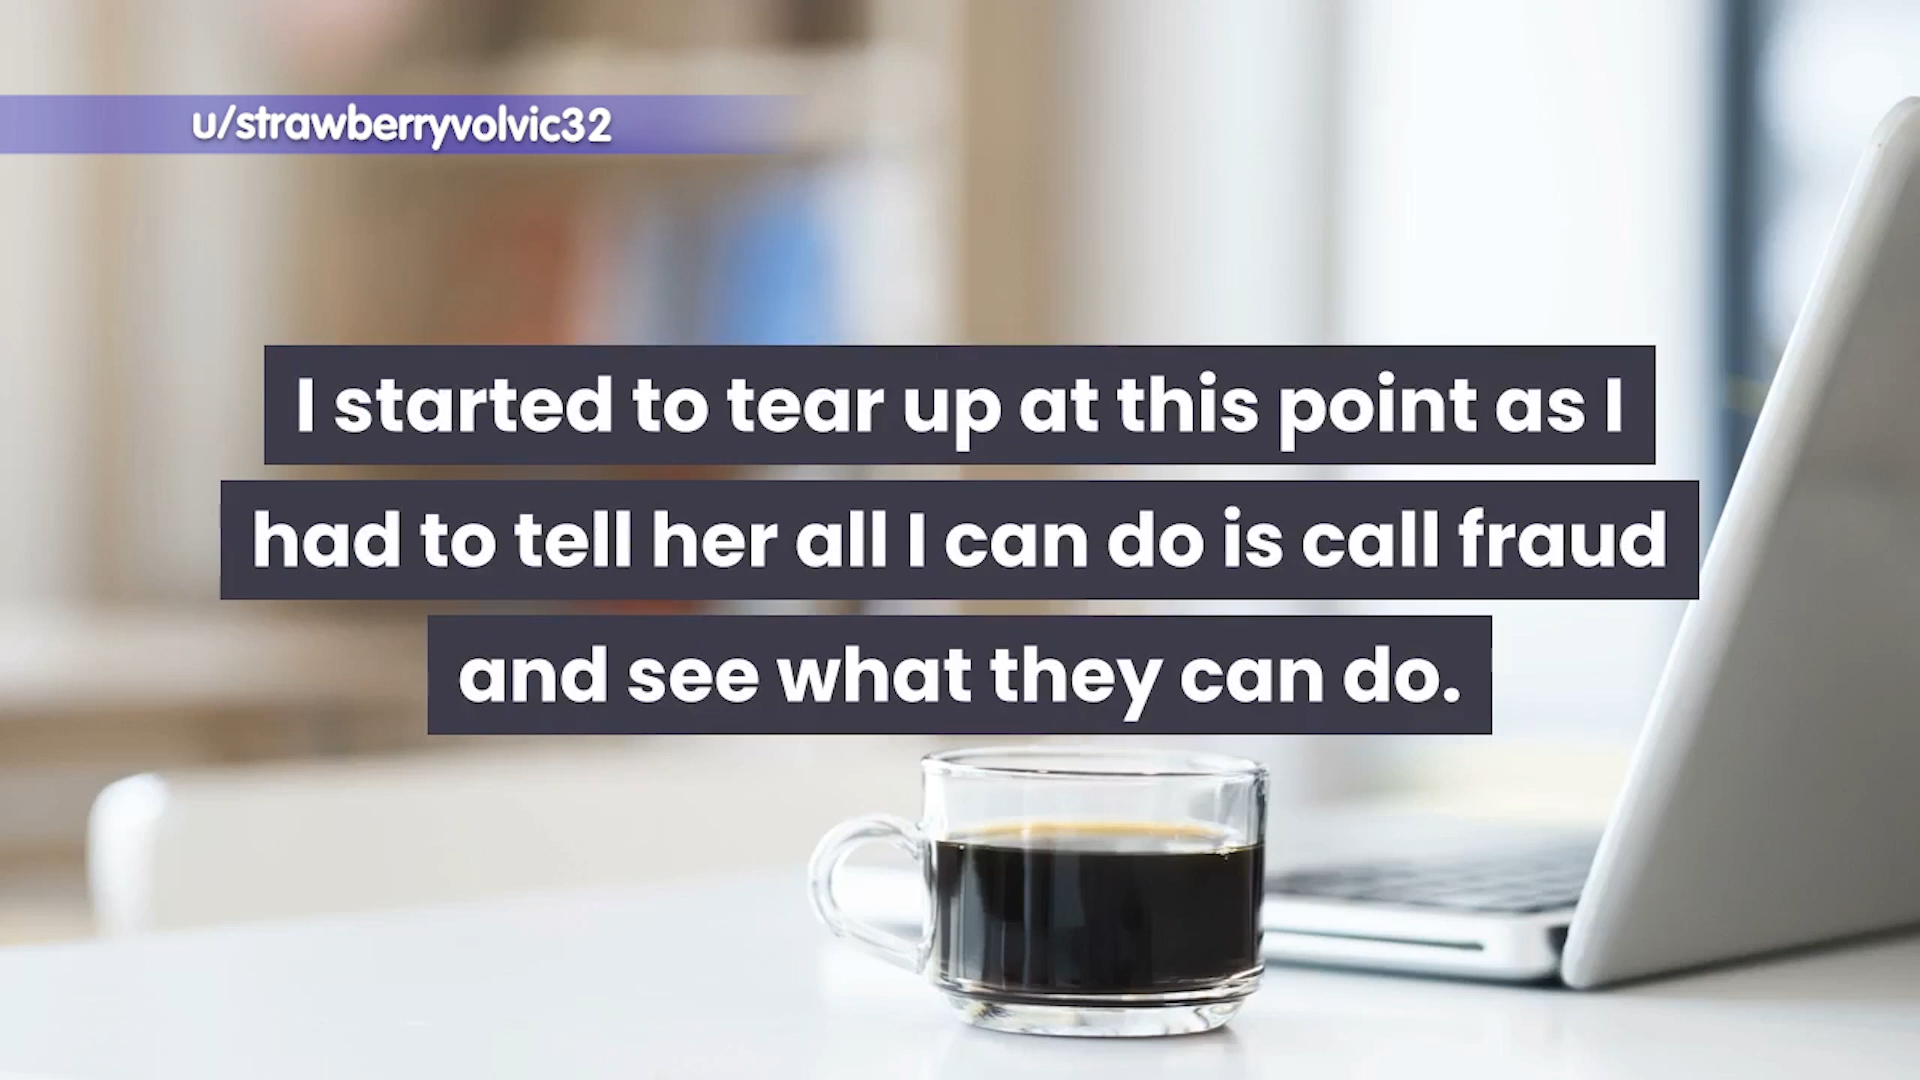 u/strawberryvolvic32
I started to tear up at this point as I
had to tell her all I can do is call fraud
and see what they can do.